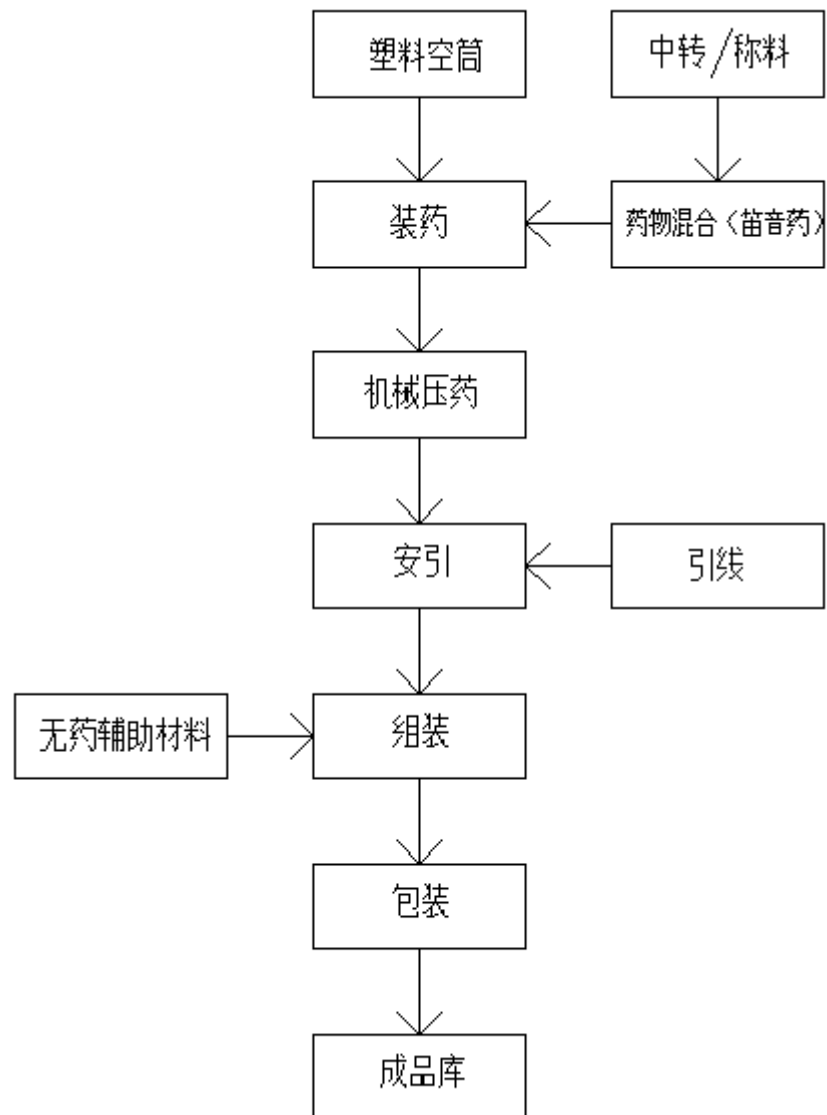 塑料空筒
中转/称料
装药
药物混合（笛音药）
机械压药
安引
引线
无药辅助材料
组装
包装
成品库